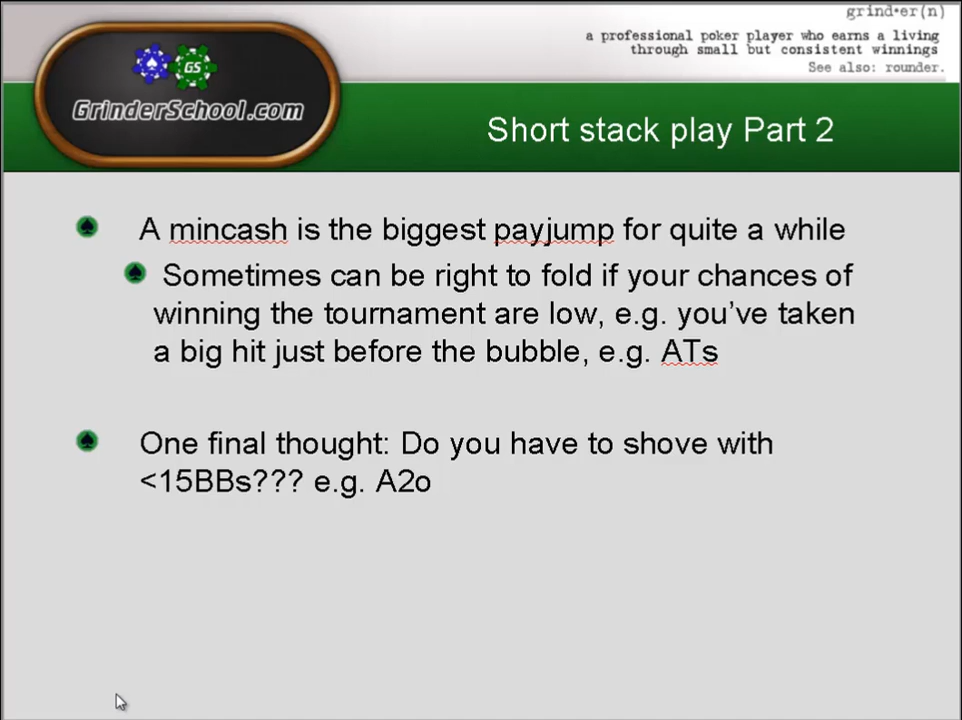 grind•er(n)
a professional poker player who earns a living
through small but consistent winnings
See also: rounder.
GS
GrinderSchool.com
Short stack play Part 2
A mincash is the biggest payjump for quite a while
Sometimes can be right to fold if your chances of
winning the tournament are low, e.g. you’ve taken
a big hit just before the bubble, e.g. ATs
One final thought: Do you have to shove with
<15BBs??? e.g. A2o